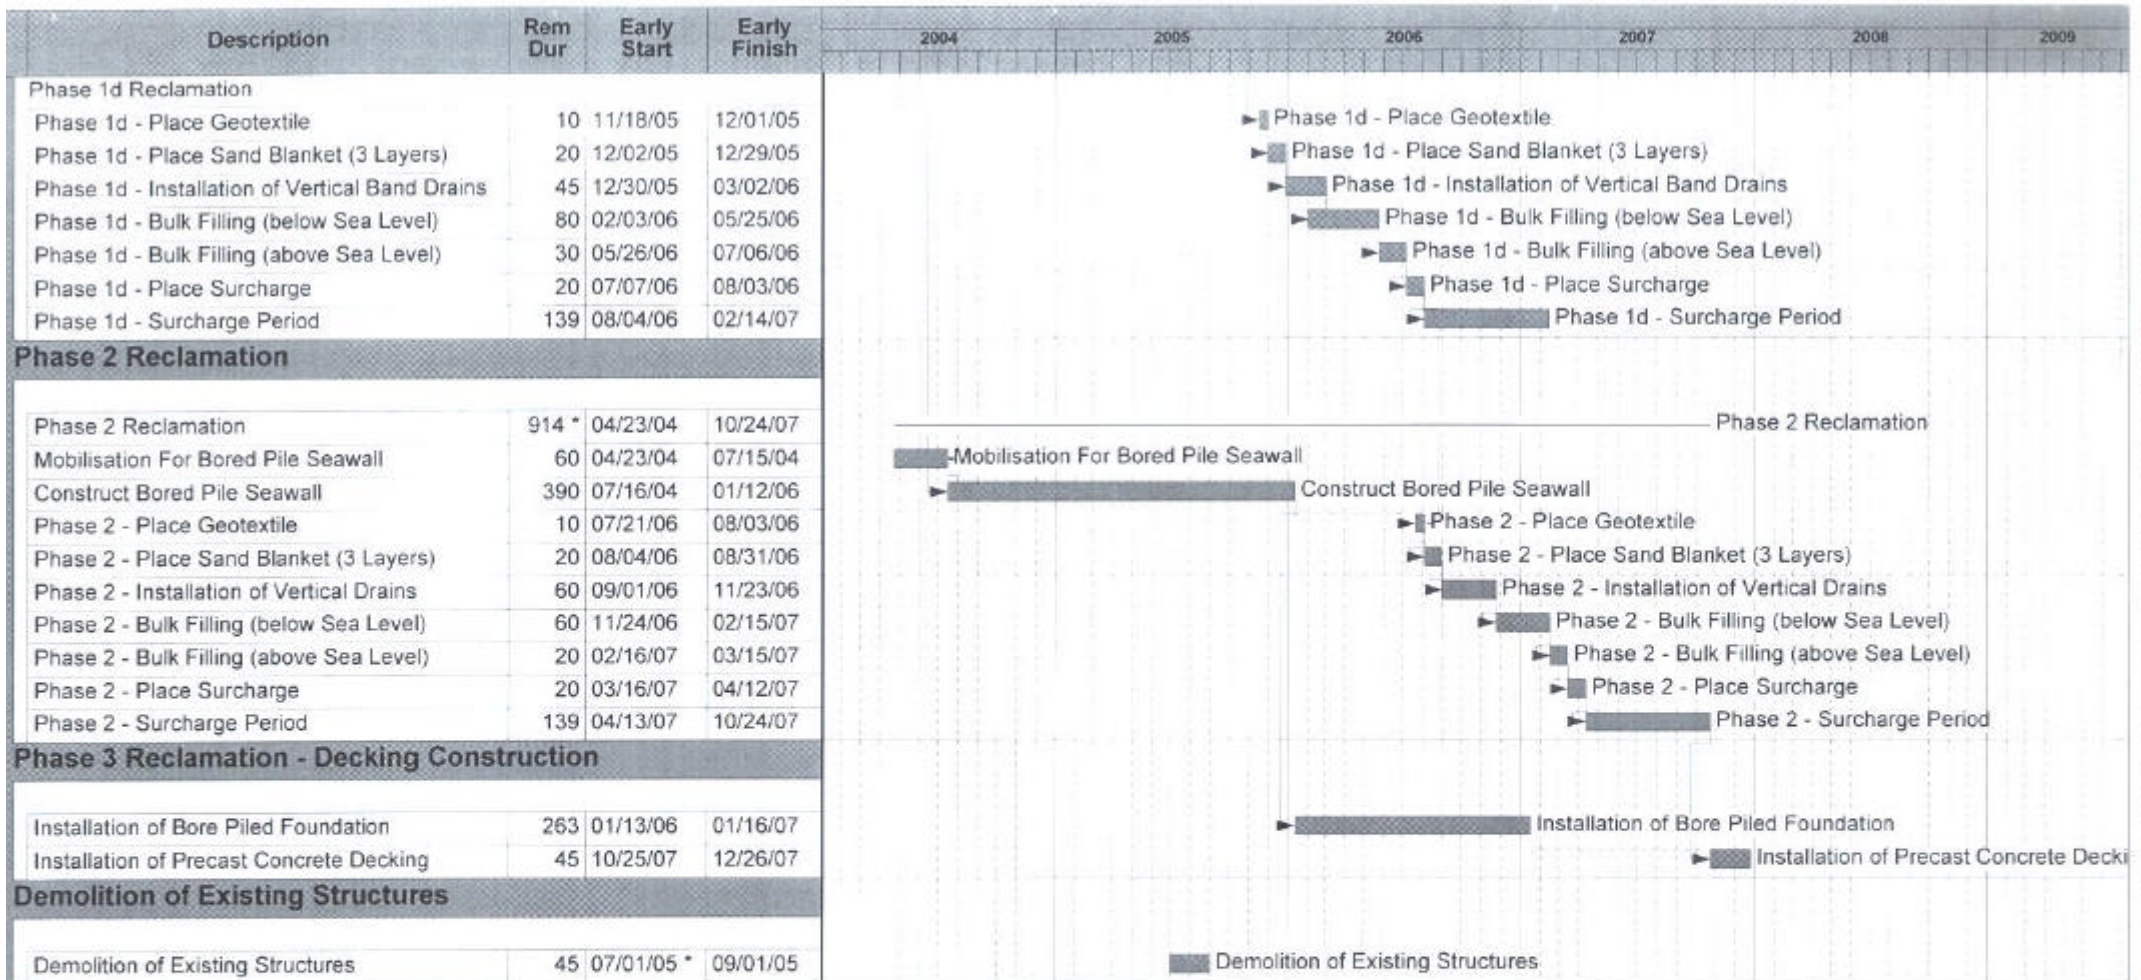 Description Rem Dur Early Start Early Finish 2004 2005 2006 2007 2008 2009
Phase 1d Reclamation
Phase 1d - Place Geotextile 10 11/18/05 12/01/05 Phase 1d - Place Geotextile
Phase 1d - Place Sand Blanket (3 Layers) 20 12/02/05 12/29/05 Phase 1d - Place Sand Blanket (3 Layers)
Phase 1d - Installation of Vertical Band Drains 45 12/30/05 03/02/06 Phase 1d - Installation of Vertical Band Drains
Phase 1d - Bulk Filling (below Sea Level) 80 02/03/06 05/25/06 Phase 1d - Bulk Filling (below Sea Level)
Phase 1d - Bulk Filling (above Sea Level) 30 05/26/06 07/06/06 Phase 1d - Bulk Filling (above Sea Level)
Phase 1d - Place Surcharge 20 07/07/06 08/03/06 Phase 1d - Place Surcharge
Phase 1d - Surcharge Period 139 08/04/06 02/14/07 Phase 1d - Surcharge Period
Phase 2 Reclamation
Phase 2 Reclamation 914 * 04/23/04 10/24/07 Phase 2 Reclamation
Mobilisation For Bored Pile Seawall 60 04/23/04 07/15/04 Mobilisation For Bored Pile Seawall
Construct Bored Pile Seawall 390 07/16/04 01/12/06 Construct Bored Pile Seawall
Phase 2 - Place Geotextile 10 07/21/06 08/03/06 Phase 2 - Place Geotextile
Phase 2 - Place Sand Blanket (3 Layers) 20 08/04/06 08/31/06 Phase 2 - Place Sand Blanket (3 Layers)
Phase 2 - Installation of Vertical Drains 60 09/01/06 11/23/06 Phase 2 - Installation of Vertical Drains
Phase 2 - Bulk Filling (below Sea Level) 60 11/24/06 02/15/07 Phase 2 - Bulk Filling (below Sea Level)
Phase 2 - Bulk Filling (above Sea Level) 20 02/16/07 03/15/07 Phase 2 - Bulk Filling (above Sea Level)
Phase 2 - Place Surcharge 20 03/16/07 04/12/07 Phase 2 - Place Surcharge
Phase 2 - Surcharge Period 139 04/13/07 10/24/07 Phase 2 - Surcharge Period
Phase 3 Reclamation - Decking Construction
Installation of Bore Piled Foundation 263 01/13/06 01/16/07 Installation of Bore Piled Foundation
Installation of Precast Concrete Decking 45 10/25/07 12/26/07 Installation of Precast Concrete Decki
Demolition of Existing Structures
Demolition of Existing Structures 45 07/01/05 * 09/01/05 Demolition of Existing Structures